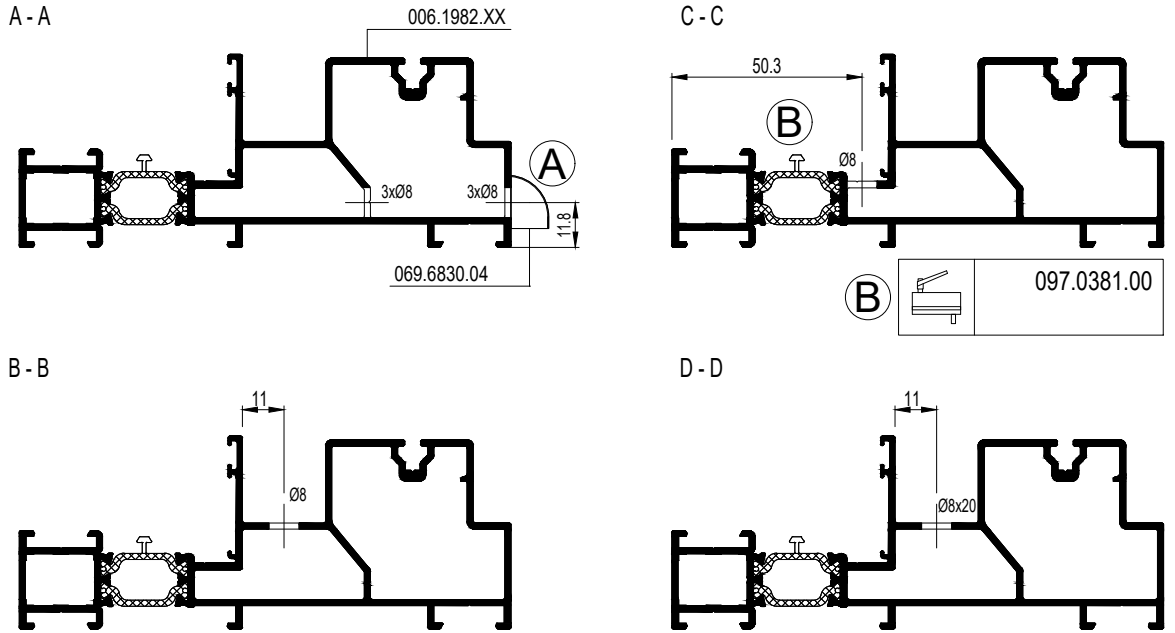 A - A
006.1982.XX
A
3xØ8
3xØ8
11.8
069.6830.04
C - C
50.3
B
Ø8
B
097.0381.00
B - B
11
Ø8
D - D
11
Ø8x20